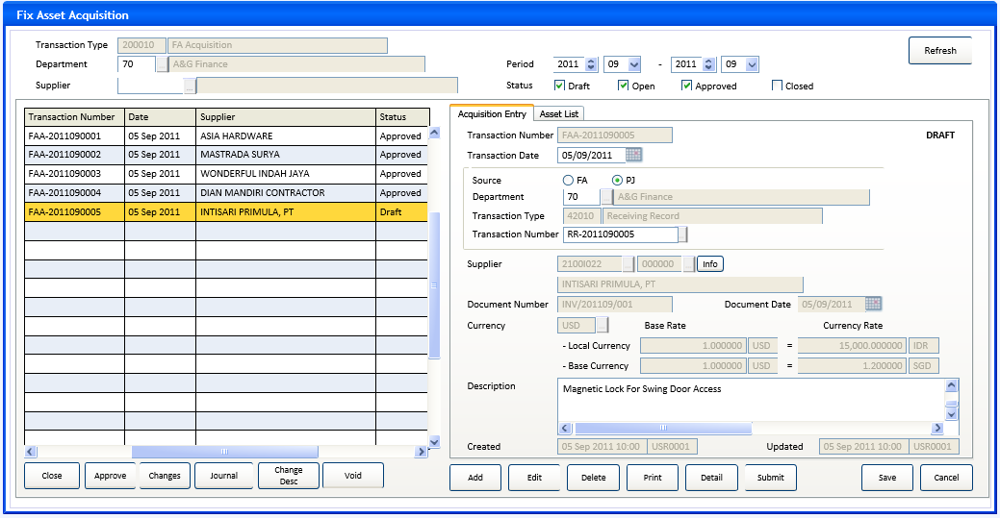 Fix Asset Acquisition
Transaction Type 200010 FA Acquisition
Refresh
Department 70 ... A&G Finance Period 2011 09 - 2011 09
Supplier ... Status Draft Open Approved Closed
Acquisition Entry Asset List
Transaction Number Date Supplier Status
FAA-2011090001 05 Sep 2011 ASIA HARDWARE Approved
FAA-2011090002 05 Sep 2011 MASTRADA SURYA Approved
FAA-2011090003 05 Sep 2011 WONDERFUL INDAH JAYA Approved
FAA-2011090004 05 Sep 2011 DIAN MANDIRI CONTRACTOR Approved
FAA-2011090005 05 Sep 2011 INTISARI PRIMULA, PT Draft
Close Approve Changes Journal Change Desc Void
Transaction Number FAA-2011090005 DRAFT
Transaction Date 05/09/2011
Source FA PJ
Department 70 ... A&G Finance
Transaction Type 42010 Receiving Record
Transaction Number RR-2011090005 ...
Supplier 2100I022 ... 000000 ... Info
INTISARI PRIMULA, PT
Document Number INV/201109/001 Document Date 05/09/2011
Currency USD ... Base Rate Currency Rate
- Local Currency 1.000000 USD = 15,000.000000 IDR
- Base Currency 1.000000 USD = 1.200000 SGD
Description Magnetic Lock For Swing Door Access
Created 05 Sep 2011 10:00 USR0001 Updated 05 Sep 2011 10:00 USR0001
Add Edit Delete Print Detail Submit Save Cancel